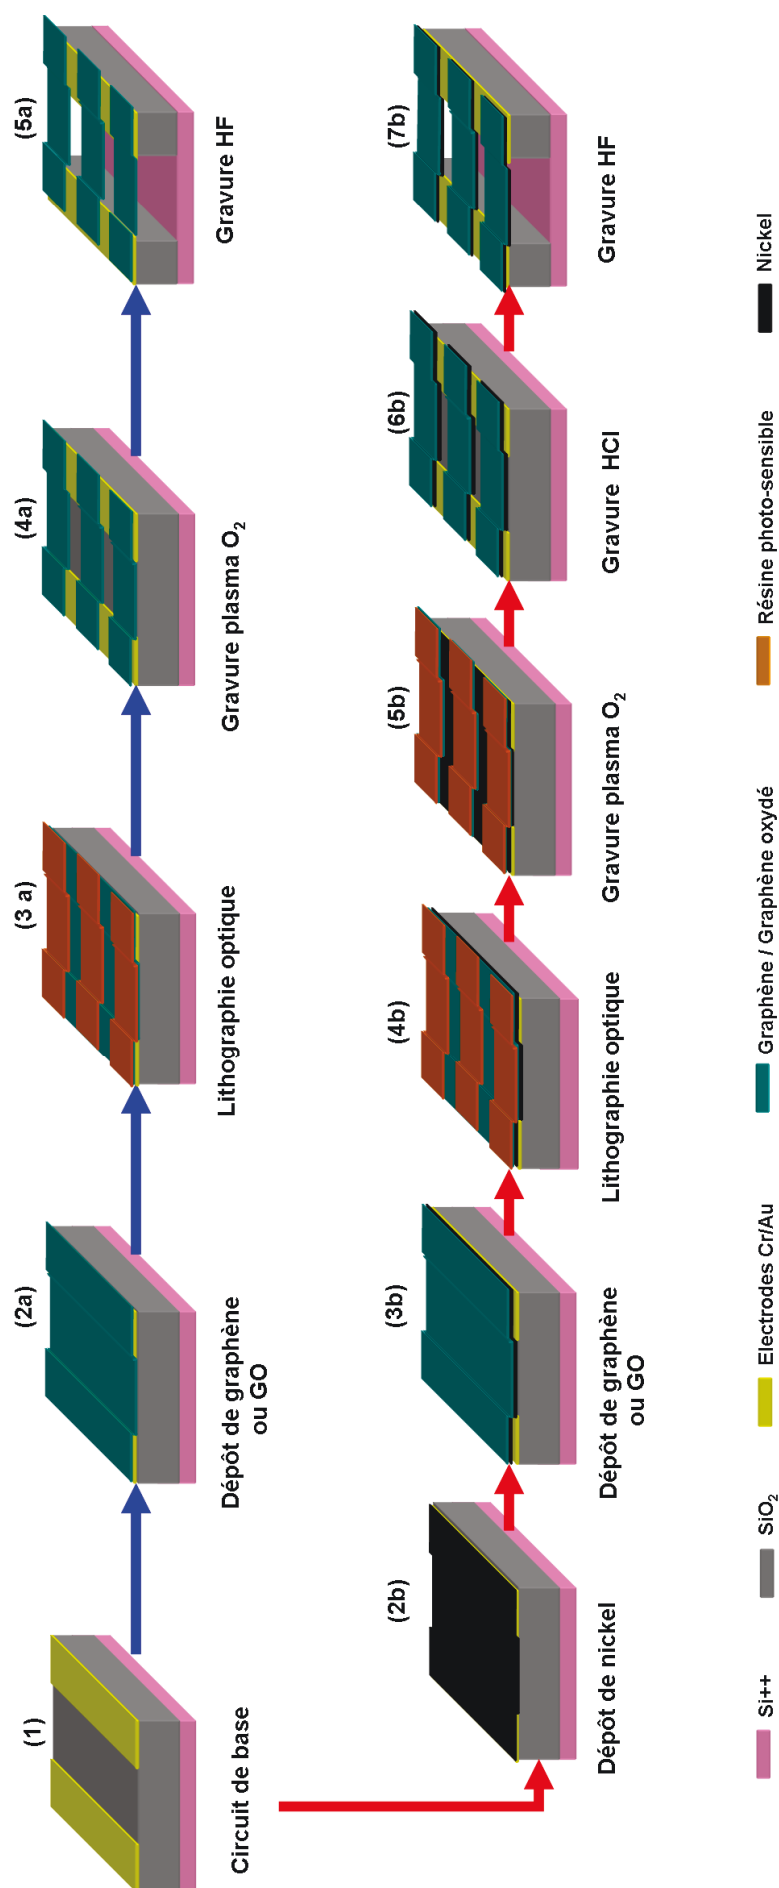 (1)
Circuit de base
(2a)
Dépôt de graphène
ou GO
(3 a)
Lithographie optique
(4a)
Gravure plasma O₂
(5a)
Gravure HF
(2b)
Dépôt de nickel
(3b)
Dépôt de graphène
ou GO
(4b)
Lithographie optique
(5b)
Gravure plasma O₂
(6b)
Gravure HCl
(7b)
Gravure HF
Si++
SiO₂
Electrodes Cr/Au
Graphène / Graphène oxydé
Résine photo-sensible
Nickel